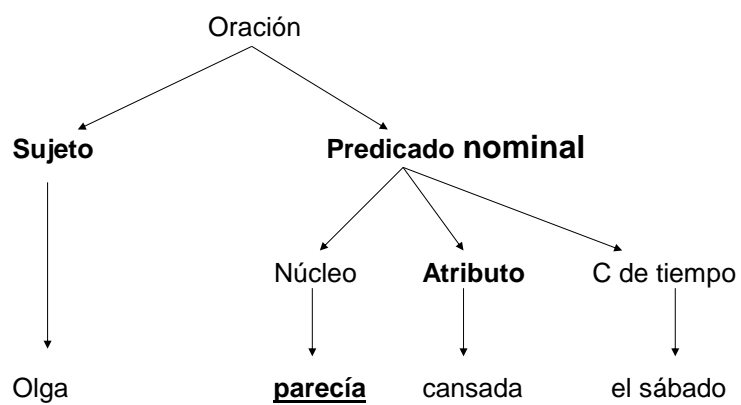 Oración
Sujeto Predicado nominal
Núcleo Atributo C de tiempo
Olga parecía cansada el sábado